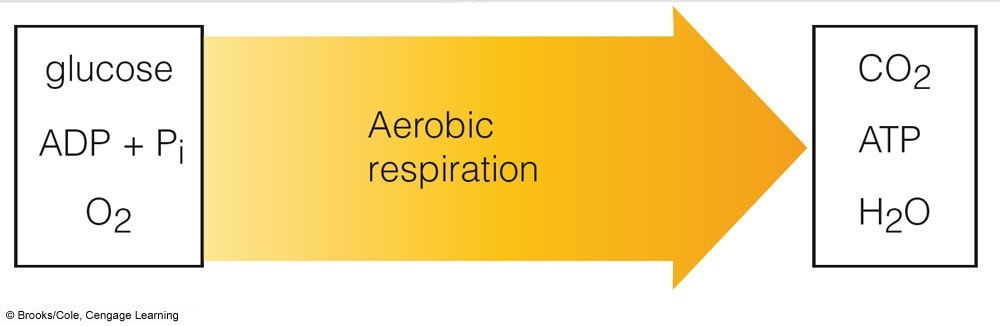 glucose
ADP + Pi
O2
Aerobic
respiration
CO2
ATP
H2O
© Brooks/Cole, Cengage Learning